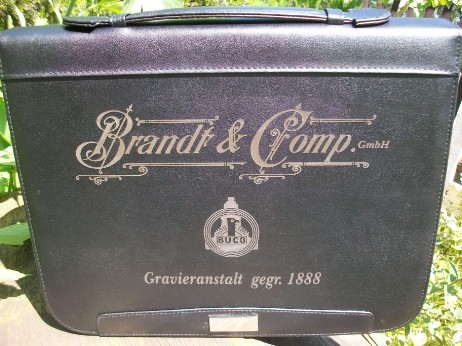 Brandt & Comp. GmbH
BUCO
Gravieranstalt gegr. 1888